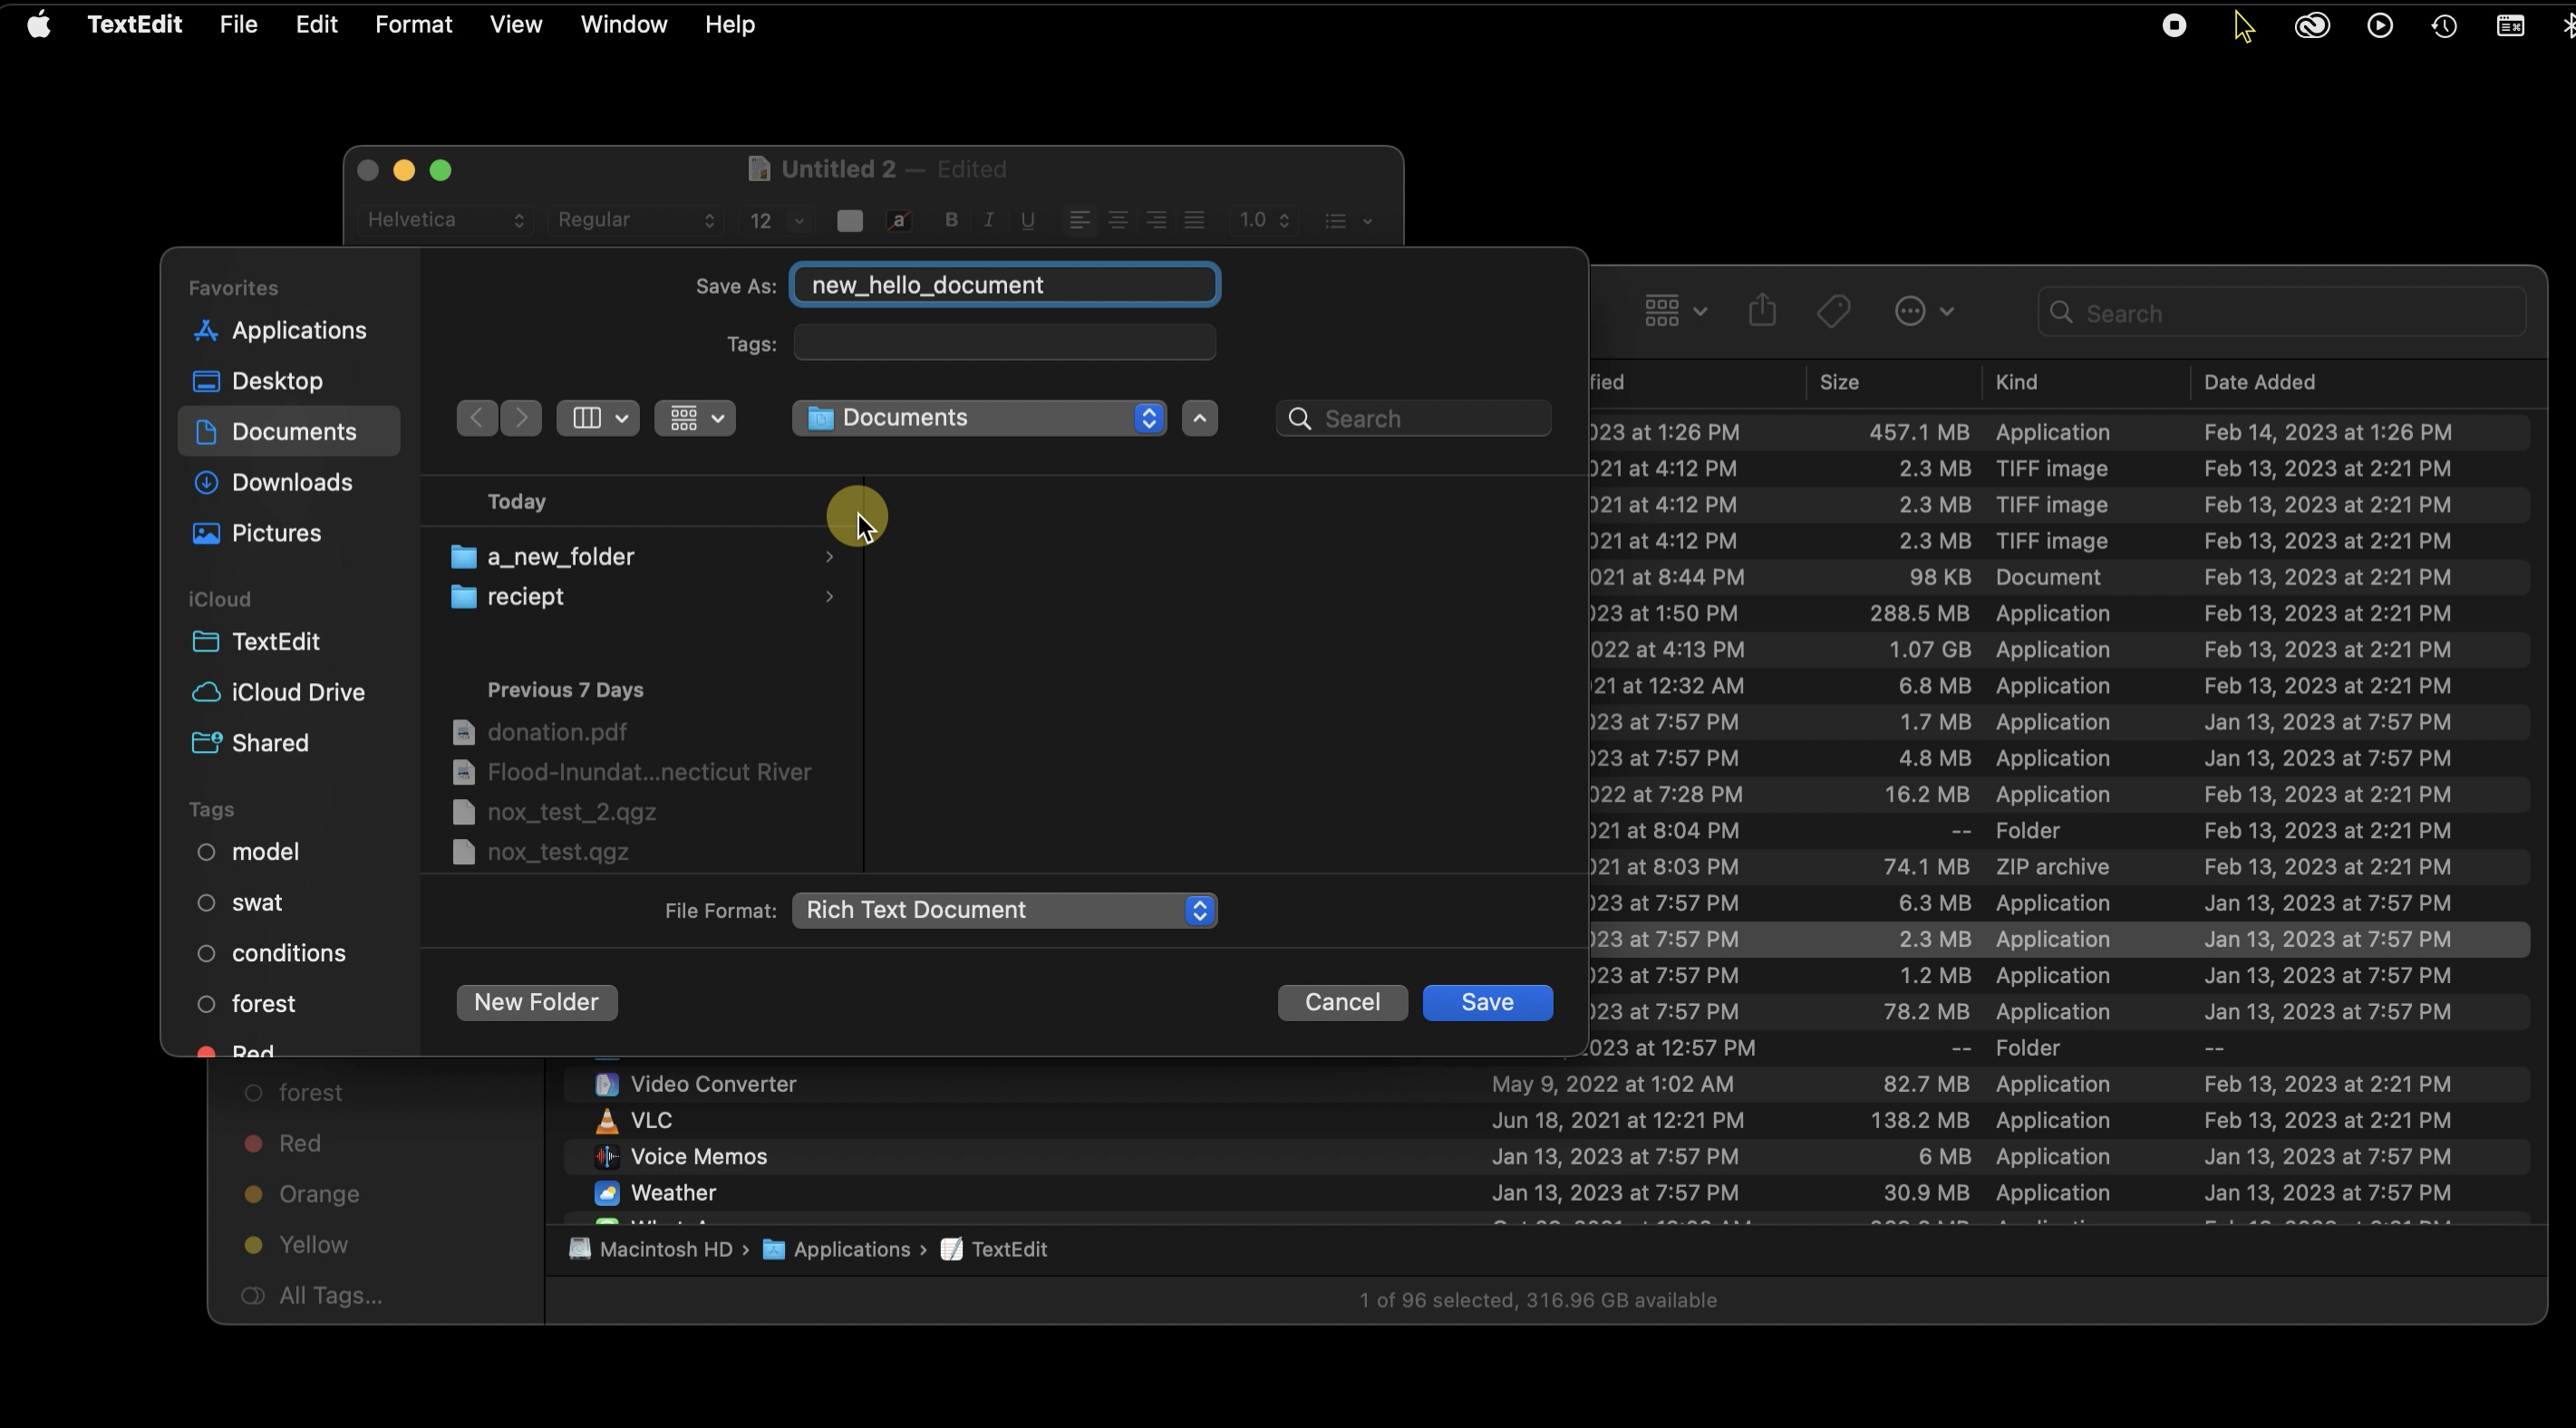 TextEdit File Edit Format View Window Help
Untitled 2 — Edited
Helvetica Regular 12 a B I U 1.0
Save As: new_hello_document
Tags:
Documents
Search
Favorites
Applications
Desktop
Documents
Downloads
Pictures
iCloud
TextEdit
iCloud Drive
Shared
Tags
model
swat
conditions
forest
Red
Today
a_new_folder
reciept
Previous 7 Days
donation.pdf
Flood-Inundat...necticut River
nox_test_2.qgz
nox_test.qgz
File Format: Rich Text Document
New Folder Cancel Save
Search
fied Size Kind Date Added
023 at 1:26 PM 457.1 MB Application Feb 14, 2023 at 1:26 PM
021 at 4:12 PM 2.3 MB TIFF image Feb 13, 2023 at 2:21 PM
021 at 4:12 PM 2.3 MB TIFF image Feb 13, 2023 at 2:21 PM
021 at 4:12 PM 2.3 MB TIFF image Feb 13, 2023 at 2:21 PM
021 at 8:44 PM 98 KB Document Feb 13, 2023 at 2:21 PM
023 at 1:50 PM 288.5 MB Application Feb 13, 2023 at 2:21 PM
022 at 4:13 PM 1.07 GB Application Feb 13, 2023 at 2:21 PM
21 at 12:32 AM 6.8 MB Application Feb 13, 2023 at 2:21 PM
023 at 7:57 PM 1.7 MB Application Jan 13, 2023 at 7:57 PM
023 at 7:57 PM 4.8 MB Application Jan 13, 2023 at 7:57 PM
022 at 7:28 PM 16.2 MB Application Feb 13, 2023 at 2:21 PM
021 at 8:04 PM -- Folder Feb 13, 2023 at 2:21 PM
021 at 8:03 PM 74.1 MB ZIP archive Feb 13, 2023 at 2:21 PM
023 at 7:57 PM 6.3 MB Application Jan 13, 2023 at 7:57 PM
023 at 7:57 PM 2.3 MB Application Jan 13, 2023 at 7:57 PM
023 at 7:57 PM 1.2 MB Application Jan 13, 2023 at 7:57 PM
023 at 7:57 PM 78.2 MB Application Jan 13, 2023 at 7:57 PM
2023 at 12:57 PM -- Folder --
Video Converter May 9, 2022 at 1:02 AM 82.7 MB Application Feb 13, 2023 at 2:21 PM
VLC Jun 18, 2021 at 12:21 PM 138.2 MB Application Feb 13, 2023 at 2:21 PM
Voice Memos Jan 13, 2023 at 7:57 PM 6 MB Application Jan 13, 2023 at 7:57 PM
Weather Jan 13, 2023 at 7:57 PM 30.9 MB Application Jan 13, 2023 at 7:57 PM
forest
Red
Orange
Yellow
All Tags...
Macintosh HD › Applications › TextEdit
1 of 96 selected, 316.96 GB available